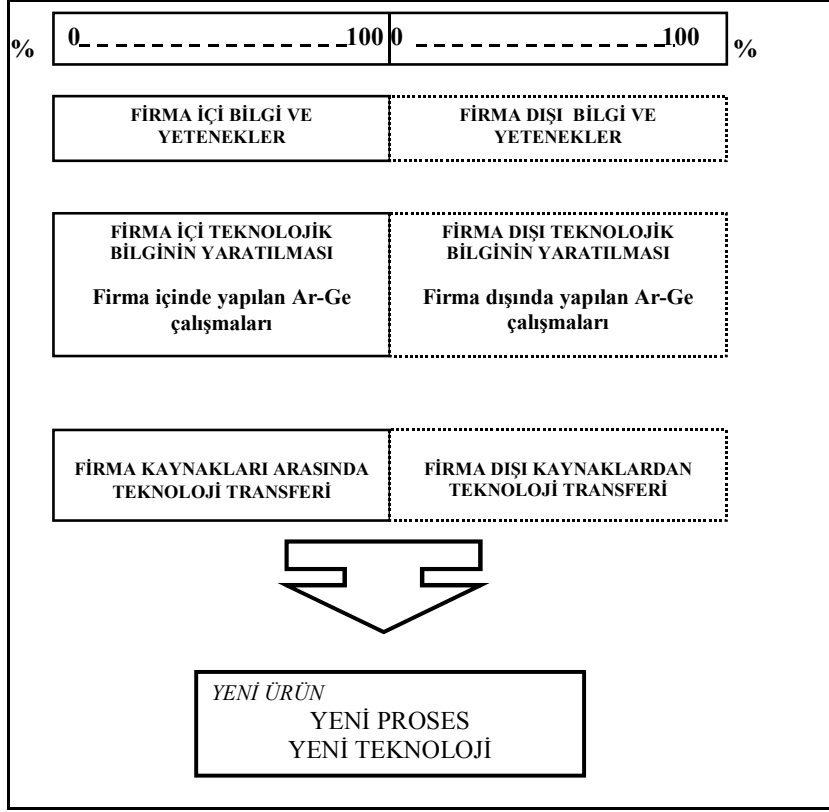 % 0_ _ _ _ _ _ _ _ _ _ _ _ _ _ _100 0 _ _ _ _ _ _ _ _ _ _ _ _ _ _100 %
FİRMA İÇİ BİLGİ VE
YETENEKLER
FİRMA DIŞI BİLGİ VE
YETENEKLER
FİRMA İÇİ TEKNOLOJİK
BİLGİNİN YARATILMASI
Firma içinde yapılan Ar-Ge
çalışmaları
FİRMA DIŞI TEKNOLOJİK
BİLGİNİN YARATILMASI
Firma dışında yapılan Ar-Ge
çalışmaları
FİRMA KAYNAKLARI ARASINDA
TEKNOLOJİ TRANSFERİ
FİRMA DIŞI KAYNAKLARDAN
TEKNOLOJİ TRANSFERİ
YENİ ÜRÜN
YENİ PROSES
YENİ TEKNOLOJİ